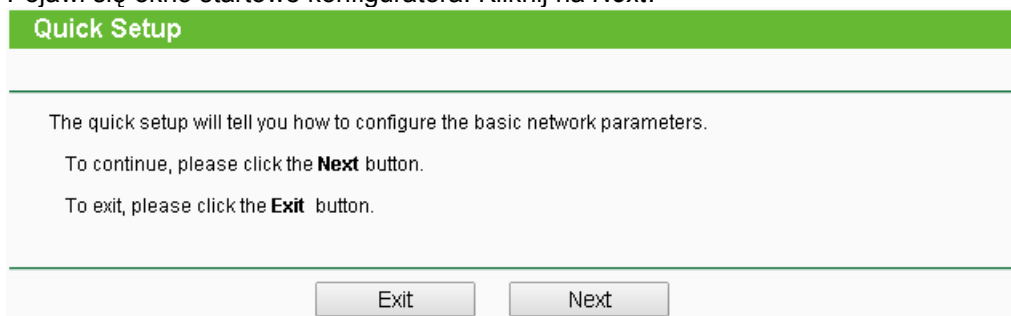 Pojawi się okno startowe konfiguratora. Kliknij na Next.
Quick Setup
The quick setup will tell you how to configure the basic network parameters.
To continue, please click the Next button.
To exit, please click the Exit button.
Exit Next